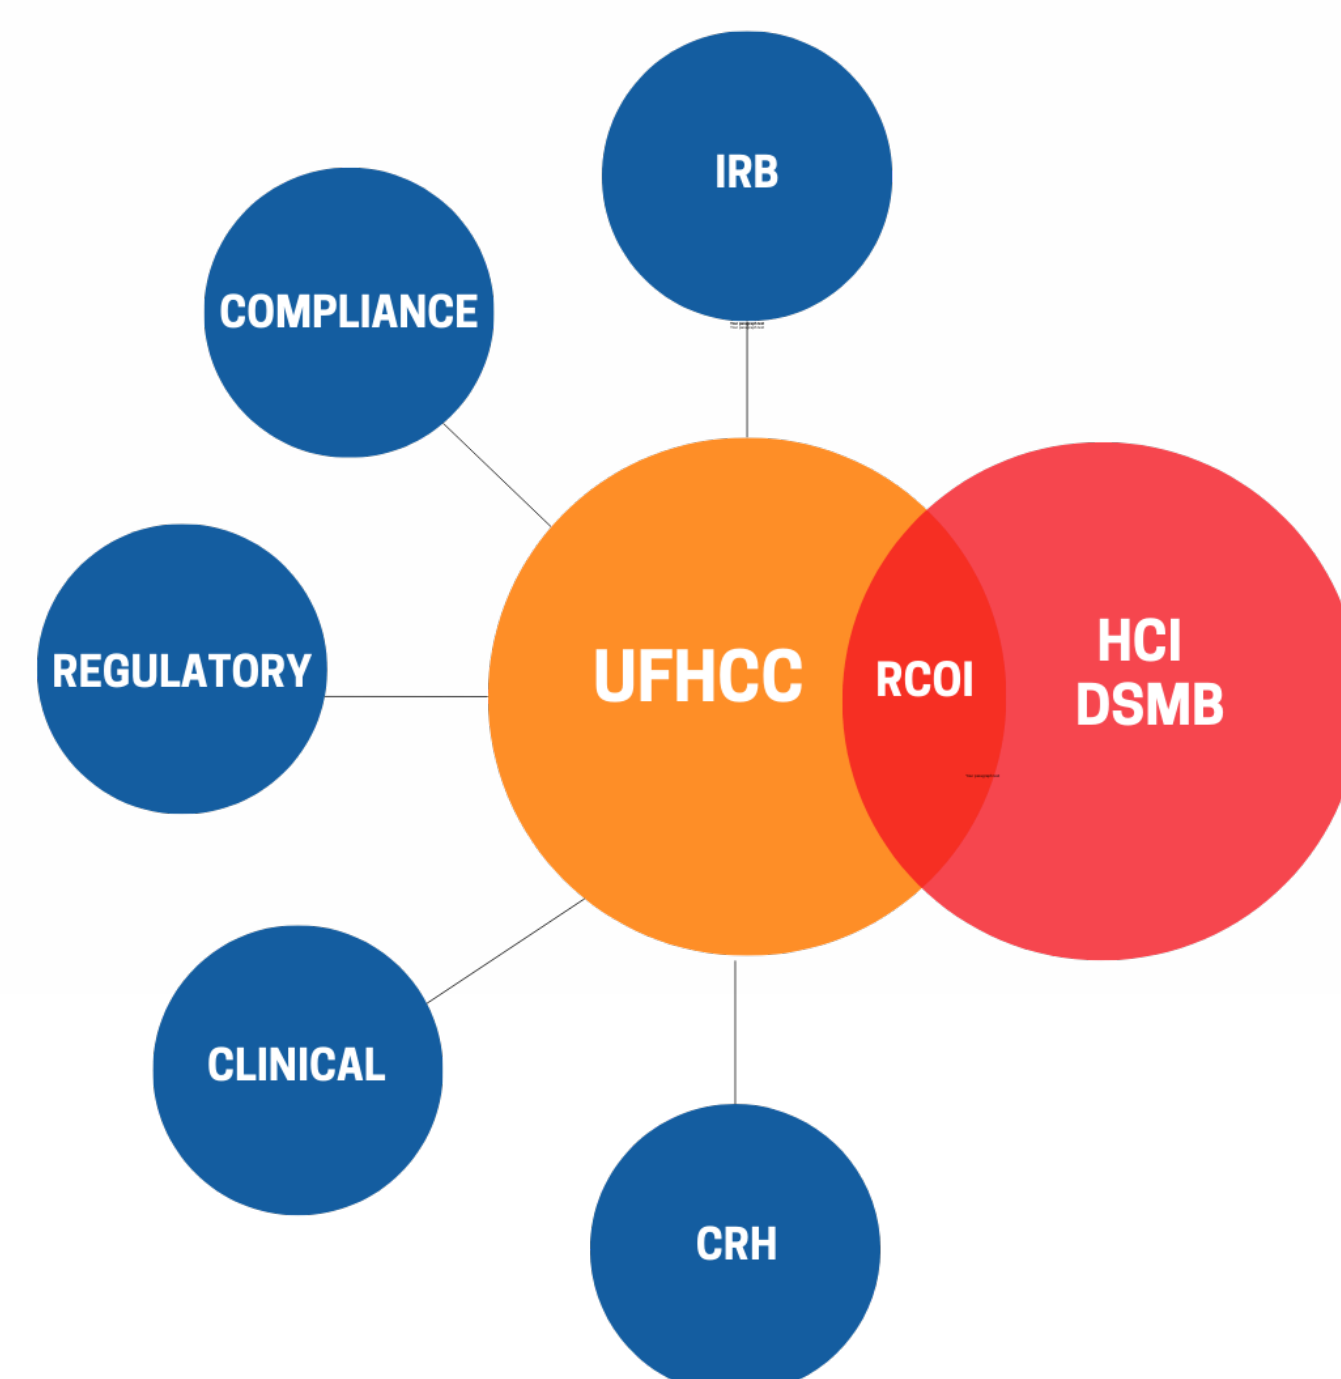 IRB
COMPLIANCE
REGULATORY
UFHCC
RCOI
HCI
DSMB
CLINICAL
CRH